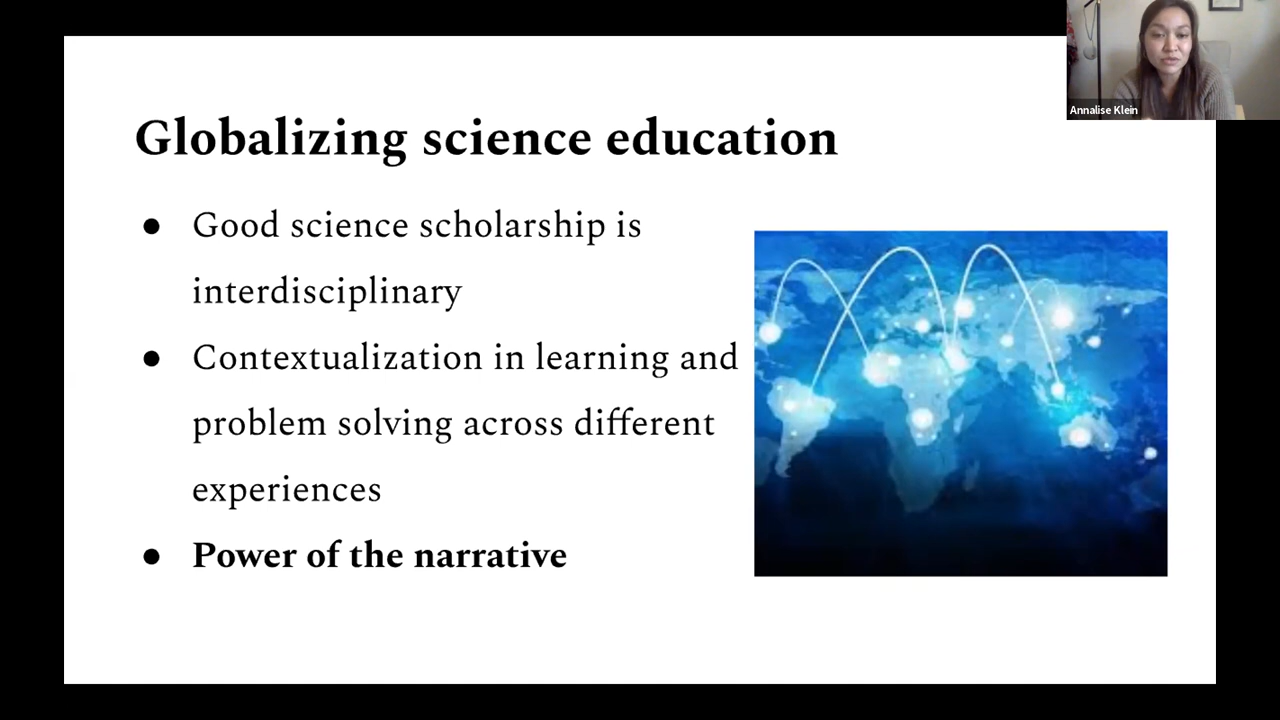 Annalise Klein
Globalizing science education
● Good science scholarship is
interdisciplinary
● Contextualization in learning and
problem solving across different
experiences
● Power of the narrative